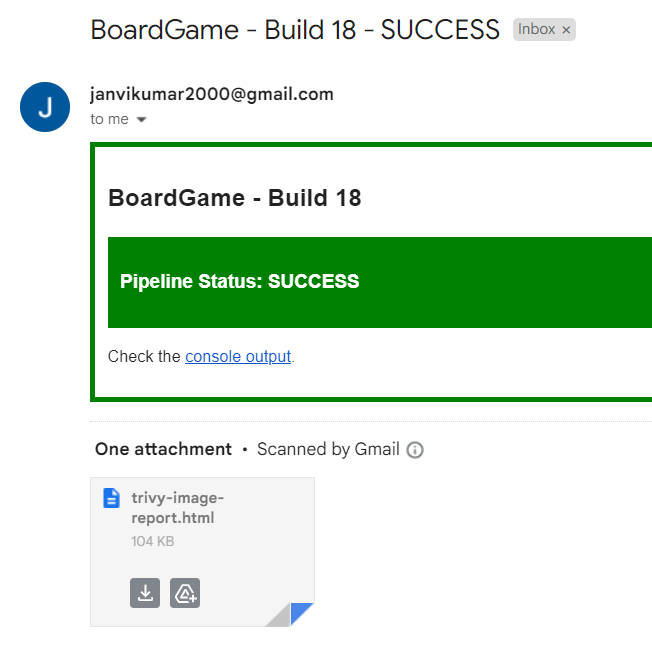 BoardGame - Build 18 - SUCCESS Inbox ×
J
janvikumar2000@gmail.com
to me
BoardGame - Build 18
Pipeline Status: SUCCESS
Check the console output.
One attachment • Scanned by Gmail
trivy-image-
report.html
104 KB